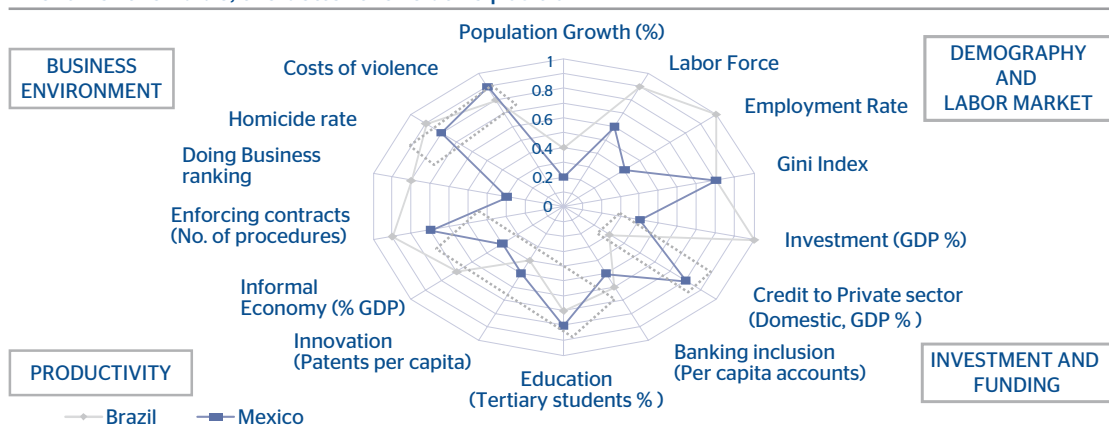 Population Growth (%)
Costs of violence
Labor Force
BUSINESS
ENVIRONMENT
DEMOGRAPHY
AND
LABOR MARKET
Homicide rate
Employment Rate
Doing Business
ranking
Gini Index
Enforcing contracts
(No. of procedures)
Investment (GDP %)
Informal
Economy (% GDP)
Credit to Private sector
(Domestic, GDP % )
Innovation
(Patents per capita)
Banking inclusion
(Per capita accounts)
Education
(Tertiary students % )
PRODUCTIVITY
INVESTMENT AND
FUNDING
1
0.8
0.6
0.4
0.2
0
Brazil
Mexico